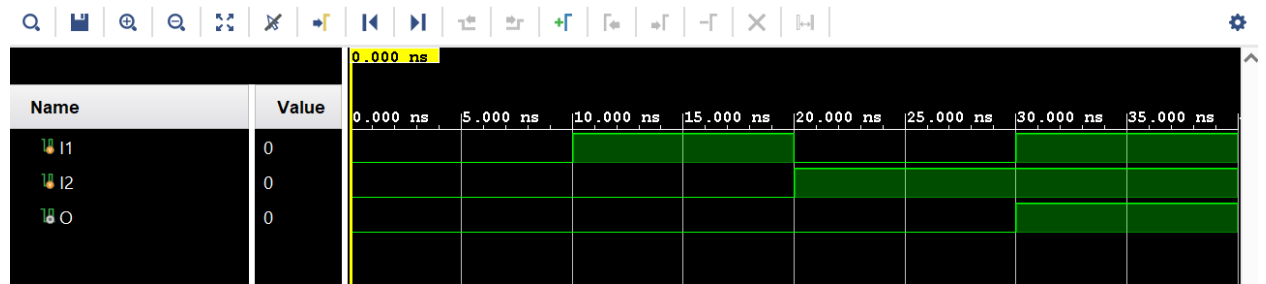 0.000 ns
Name Value
0.000 ns 5.000 ns 10.000 ns 15.000 ns 20.000 ns 25.000 ns 30.000 ns 35.000 ns
I1 0
I2 0
O 0